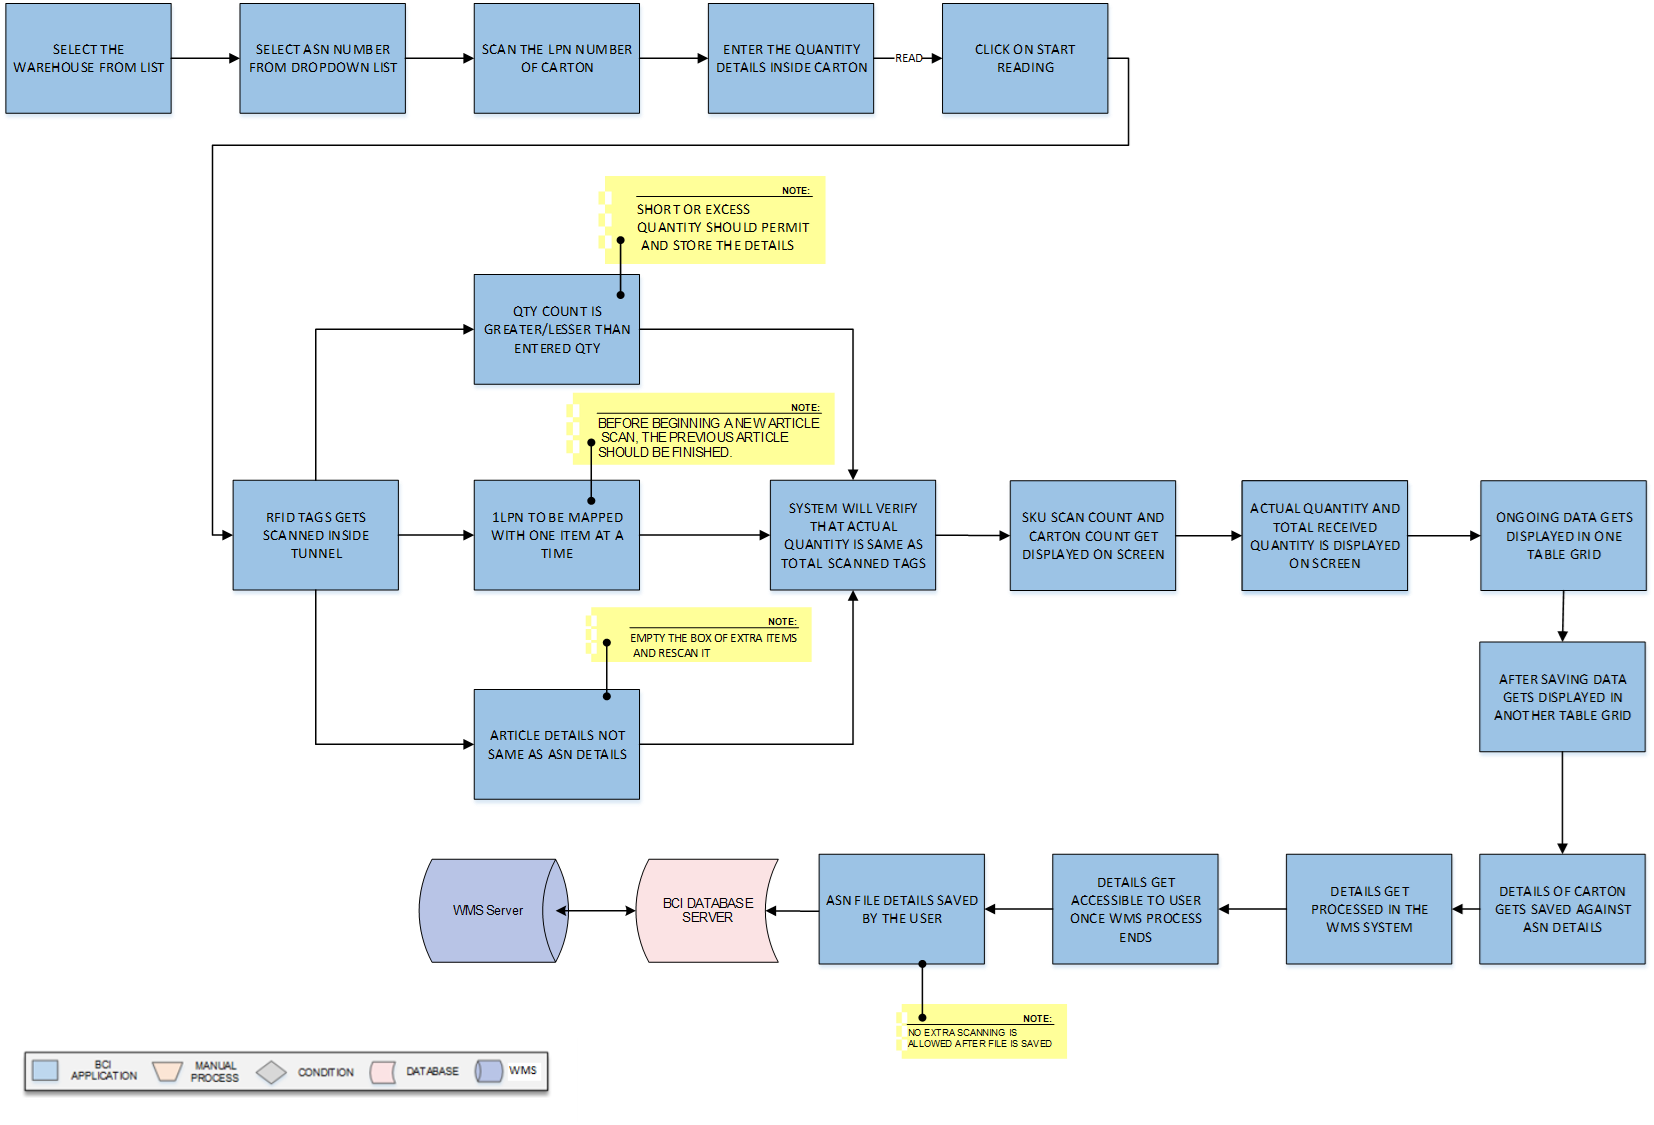 SELECT THE
WAREHOUSE FROM LIST
SELECT ASN NUMBER
FROM DROPDOWN LIST
SCAN THE LPN NUMBER
OF CARTON
ENTER THE QUANTITY
DETAILS INSIDE CARTON
READ
CLICK ON START
READING
NOTE:
SHORT OR EXCESS
QUANTITY SHOULD PERMIT
AND STORE THE DETAILS
QTY COUNT IS
GREATER/LESSER THAN
ENTERED QTY
NOTE:
BEFORE BEGINNING A NEW ARTICLE
SCAN, THE PREVIOUS ARTICLE
SHOULD BE FINISHED.
RFID TAGS GETS
SCANNED INSIDE
TUNNEL
1LPN TO BE MAPPED
WITH ONE ITEM AT A
TIME
SYSTEM WILL VERIFY
THAT ACTUAL
QUANTITY IS SAME AS
TOTAL SCANNED TAGS
SKU SCAN COUNT AND
CARTON COUNT GET
DISPLAYED ON SCREEN
ACTUAL QUANTITY AND
TOTAL RECEIVED
QUANTITY IS DISPLAYED
ON SCREEN
ONGOING DATA GETS
DISPLAYED IN ONE
TABLE GRID
NOTE:
EMPTY THE BOX OF EXTRA ITEMS
AND RESCAN IT
ARTICLE DETAILS NOT
SAME AS ASN DETAILS
AFTER SAVING DATA
GETS DISPLAYED IN
ANOTHER TABLE GRID
WMS Server
BCI DATABASE
SERVER
ASN FILE DETAILS SAVED
BY THE USER
DETAILS GET
ACCESSIBLE TO USER
ONCE WMS PROCESS
ENDS
DETAILS GET
PROCESSED IN THE
WMS SYSTEM
DETAILS OF CARTON
GETS SAVED AGAINST
ASN DETAILS
NOTE:
NO EXTRA SCANNING IS
ALLOWED AFTER FILE IS SAVED
BCI
APPLICATION
MANUAL
PROCESS
CONDITION
DATABASE
WMS